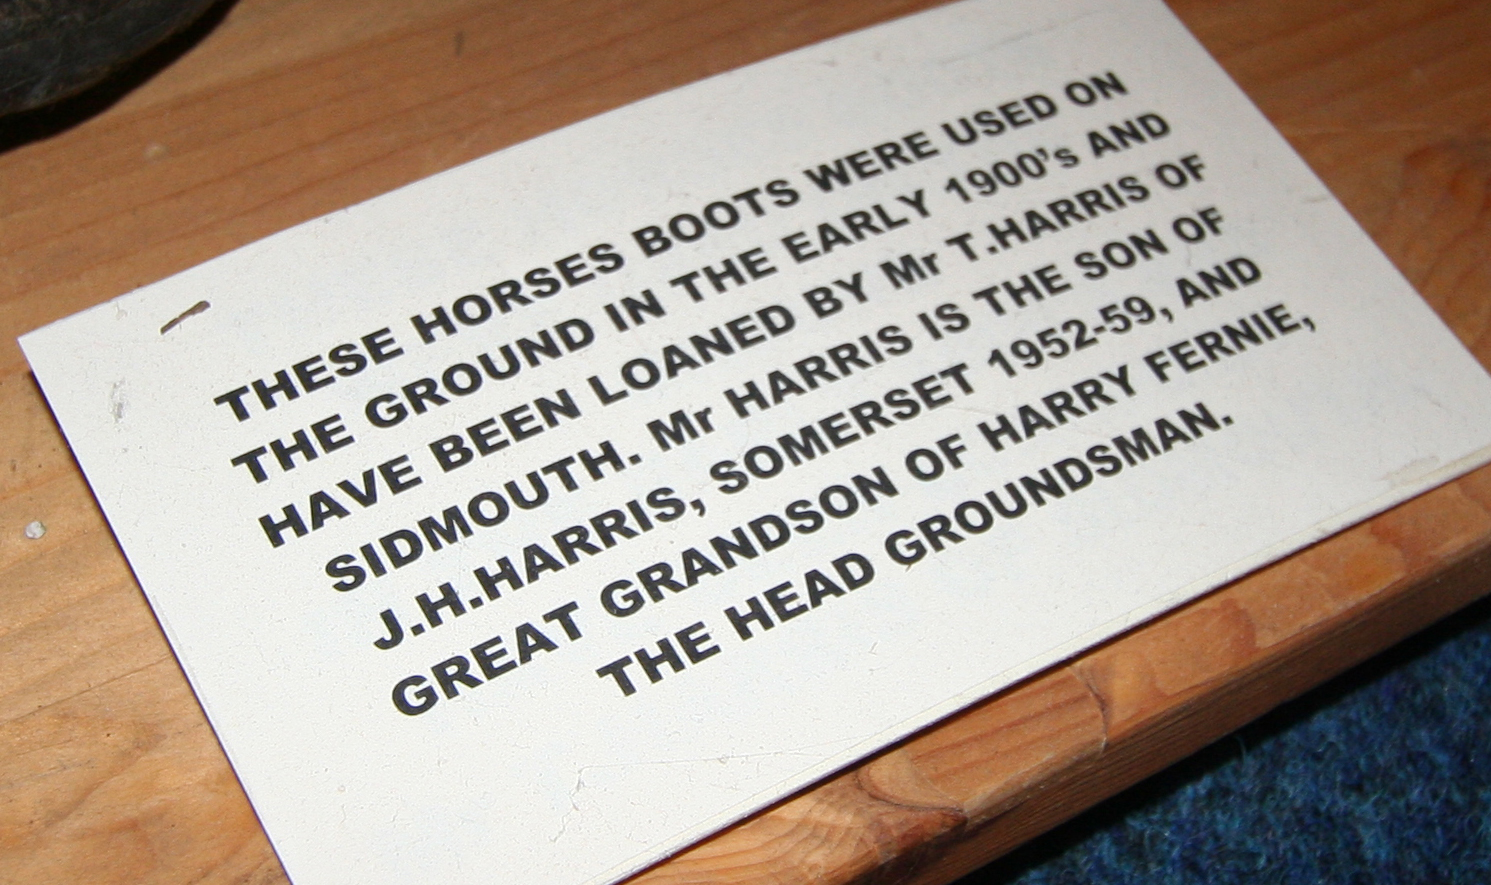 THESE HORSES BOOTS WERE USED ON
THE GROUND IN THE EARLY 1900's AND
HAVE BEEN LOANED BY Mr T.HARRIS OF
SIDMOUTH. Mr HARRIS IS THE SON OF
J.H.HARRIS, SOMERSET 1952-59, AND
GREAT GRANDSON OF HARRY FERNIE,
THE HEAD GROUNDSMAN.